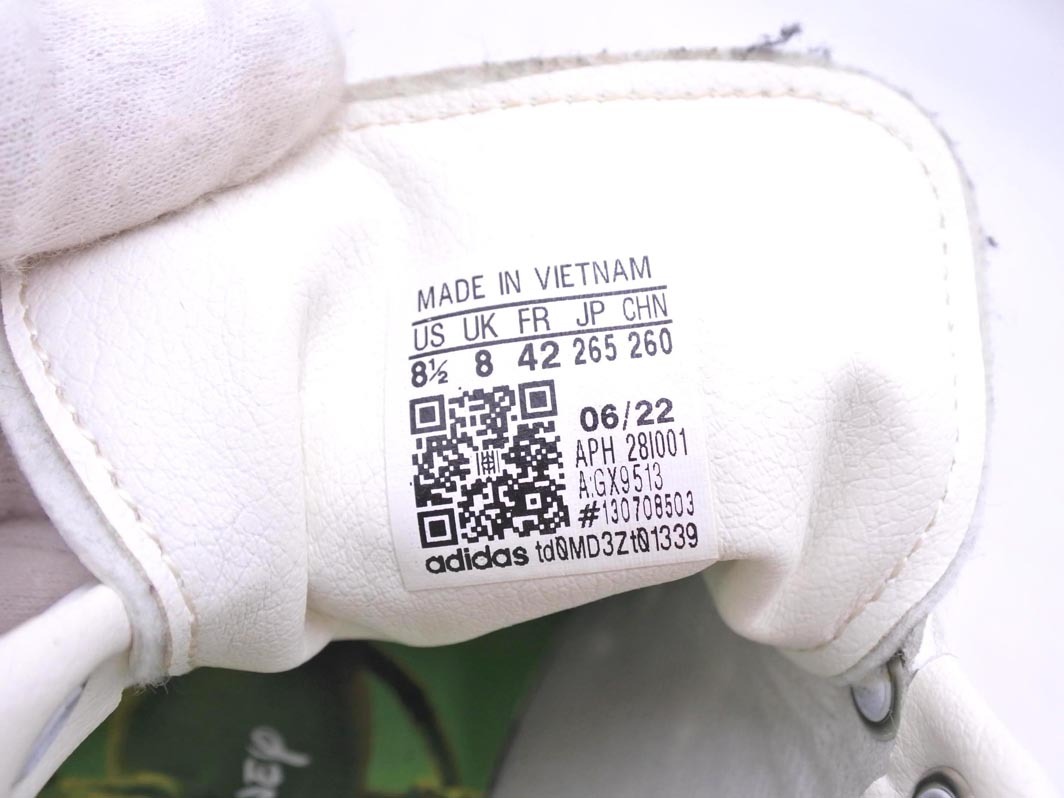 MADE IN VIETNAM
US UK FR JP CHN
8½ 8 42 265 260
06/22
APH 28I001
A:GX9513
#130708503
adidas td0MD3Zt01339